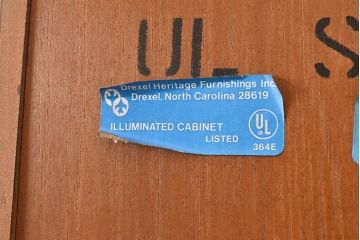 UL S
Drexel Heritage Furnishings Inc.
Drexel, North Carolina 28619
ILLUMINATED CABINET
LISTED
UL
364E